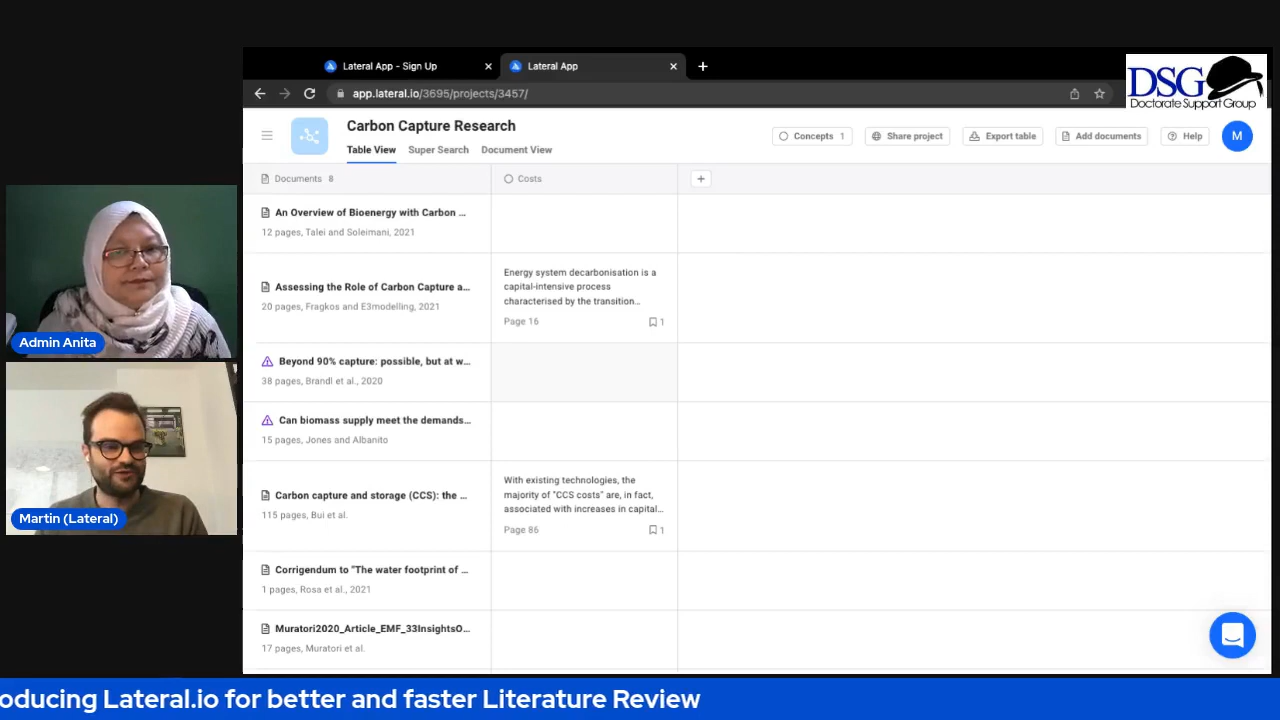 Lateral App - Sign Up
Lateral App
app.lateral.io/3695/projects/3457/
DSG
Doctorate Support Group
Carbon Capture Research
Concepts 1
Share project
Export table
Add documents
Help
M
Table View
Super Search
Document View
Documents 8
Costs
An Overview of Bioenergy with Carbon ...
12 pages, Talei and Soleimani, 2021
Assessing the Role of Carbon Capture a...
20 pages, Fragkos and E3modelling, 2021
Energy system decarbonisation is a
capital-intensive process
characterised by the transition...
Page 16
1
Beyond 90% capture: possible, but at w...
38 pages, Brandl et al., 2020
Can biomass supply meet the demands...
15 pages, Jones and Albanito
Carbon capture and storage (CCS): the ...
115 pages, Bui et al.
With existing technologies, the
majority of "CCS costs" are, in fact,
associated with increases in capital...
Page 86
1
Corrigendum to "The water footprint of ...
1 pages, Rosa et al., 2021
Muratori2020_Article_EMF_33InsightsO...
17 pages, Muratori et al.
Admin Anita
Martin (Lateral)
oducing Lateral.io for better and faster Literature Review